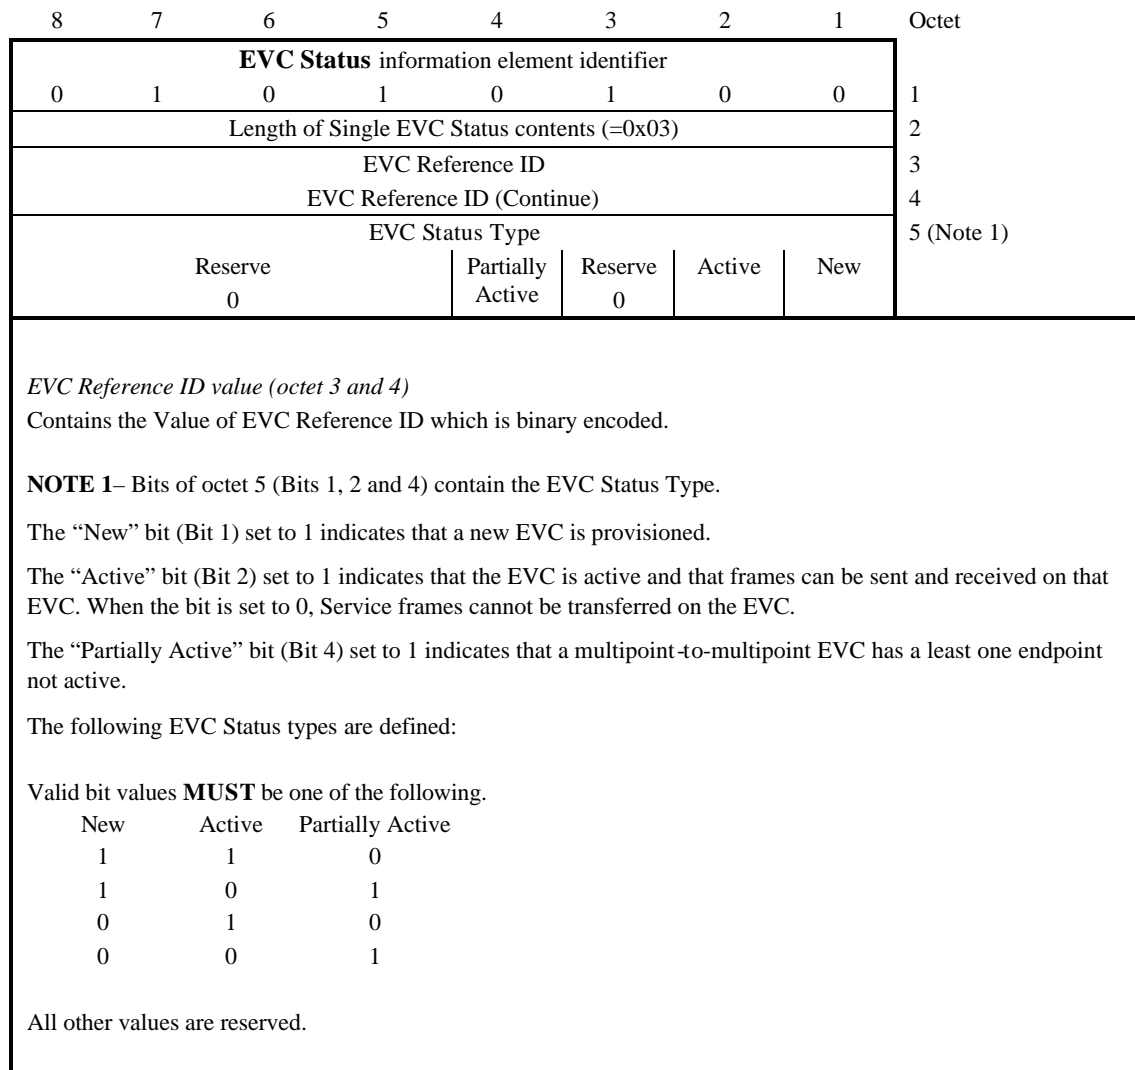 8 7 6 5 4 3 2 1 Octet
EVC Status information element identifier
0 1 0 1 0 1 0 0 1
Length of Single EVC Status contents (=0x03) 2
EVC Reference ID 3
EVC Reference ID (Continue) 4
EVC Status Type 5 (Note 1)
Reserve Partially Reserve Active New
0 Active 0
EVC Reference ID value (octet 3 and 4)
Contains the Value of EVC Reference ID which is binary encoded.
NOTE 1– Bits of octet 5 (Bits 1, 2 and 4) contain the EVC Status Type.
The “New” bit (Bit 1) set to 1 indicates that a new EVC is provisioned.
The “Active” bit (Bit 2) set to 1 indicates that the EVC is active and that frames can be sent and received on that
EVC. When the bit is set to 0, Service frames cannot be transferred on the EVC.
The “Partially Active” bit (Bit 4) set to 1 indicates that a multipoint-to-multipoint EVC has a least one endpoint
not active.
The following EVC Status types are defined:
Valid bit values MUST be one of the following.
New Active Partially Active
1 1 0
1 0 1
0 1 0
0 0 1
All other values are reserved.